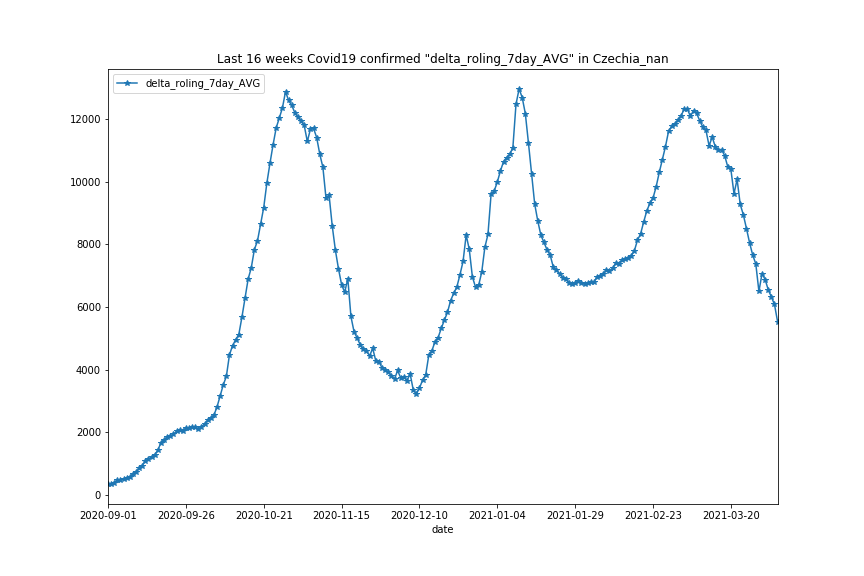 Last 16 weeks Covid19 confirmed "delta_roling_7day_AVG" in Czechia_nan
delta_roling_7day_AVG
12000
10000
8000
6000
4000
2000
0
2020-09-01 2020-09-26 2020-10-21 2020-11-15 2020-12-10 2021-01-04 2021-01-29 2021-02-23 2021-03-20
date